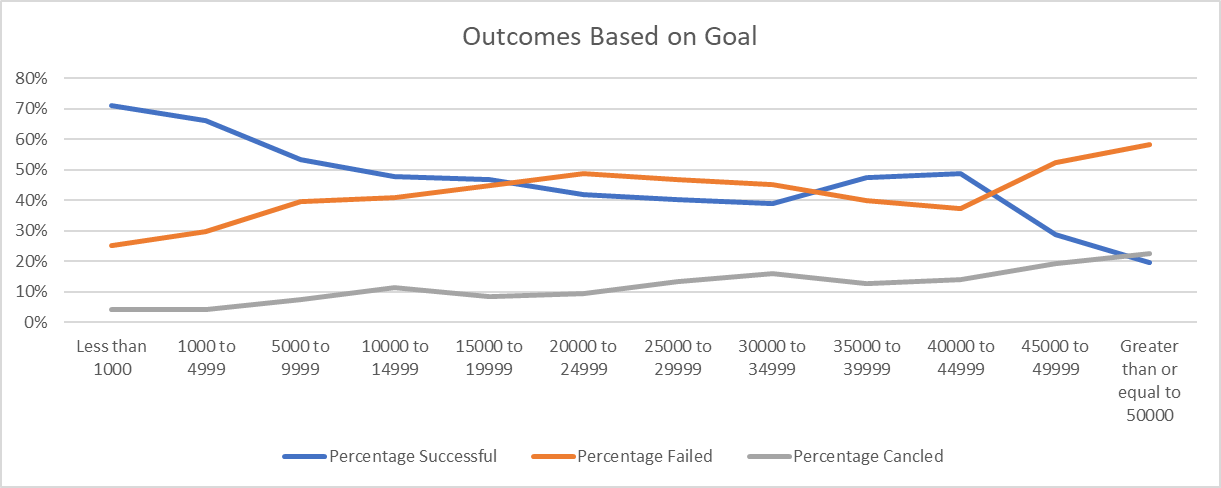 Outcomes Based on Goal
80%
70%
60%
50%
40%
30%
20%
10%
0%
Less than
1000
1000 to
4999
5000 to
9999
10000 to
14999
15000 to
19999
20000 to
24999
25000 to
29999
30000 to
34999
35000 to
39999
40000 to
44999
45000 to
49999
Greater
than or
equal to
50000
Percentage Successful
Percentage Failed
Percentage Cancled